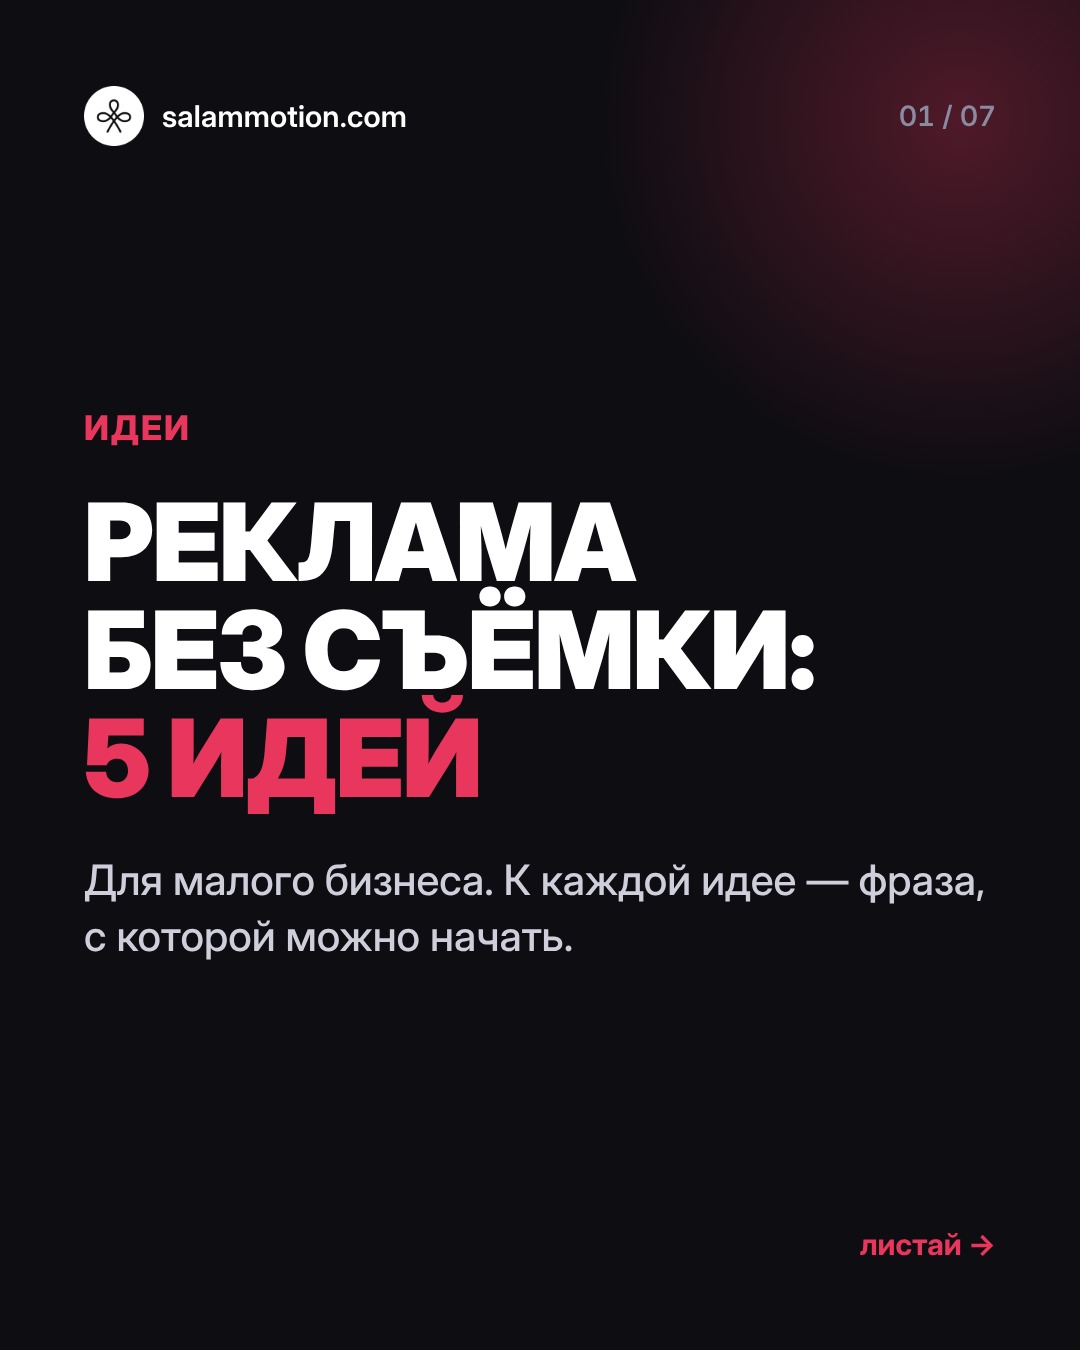 salammotion.com
01 / 07
ИДЕИ
РЕКЛАМА
БЕЗ СЪЁМКИ:
5 ИДЕЙ
Для малого бизнеса. К каждой идее — фраза,
с которой можно начать.
листай →